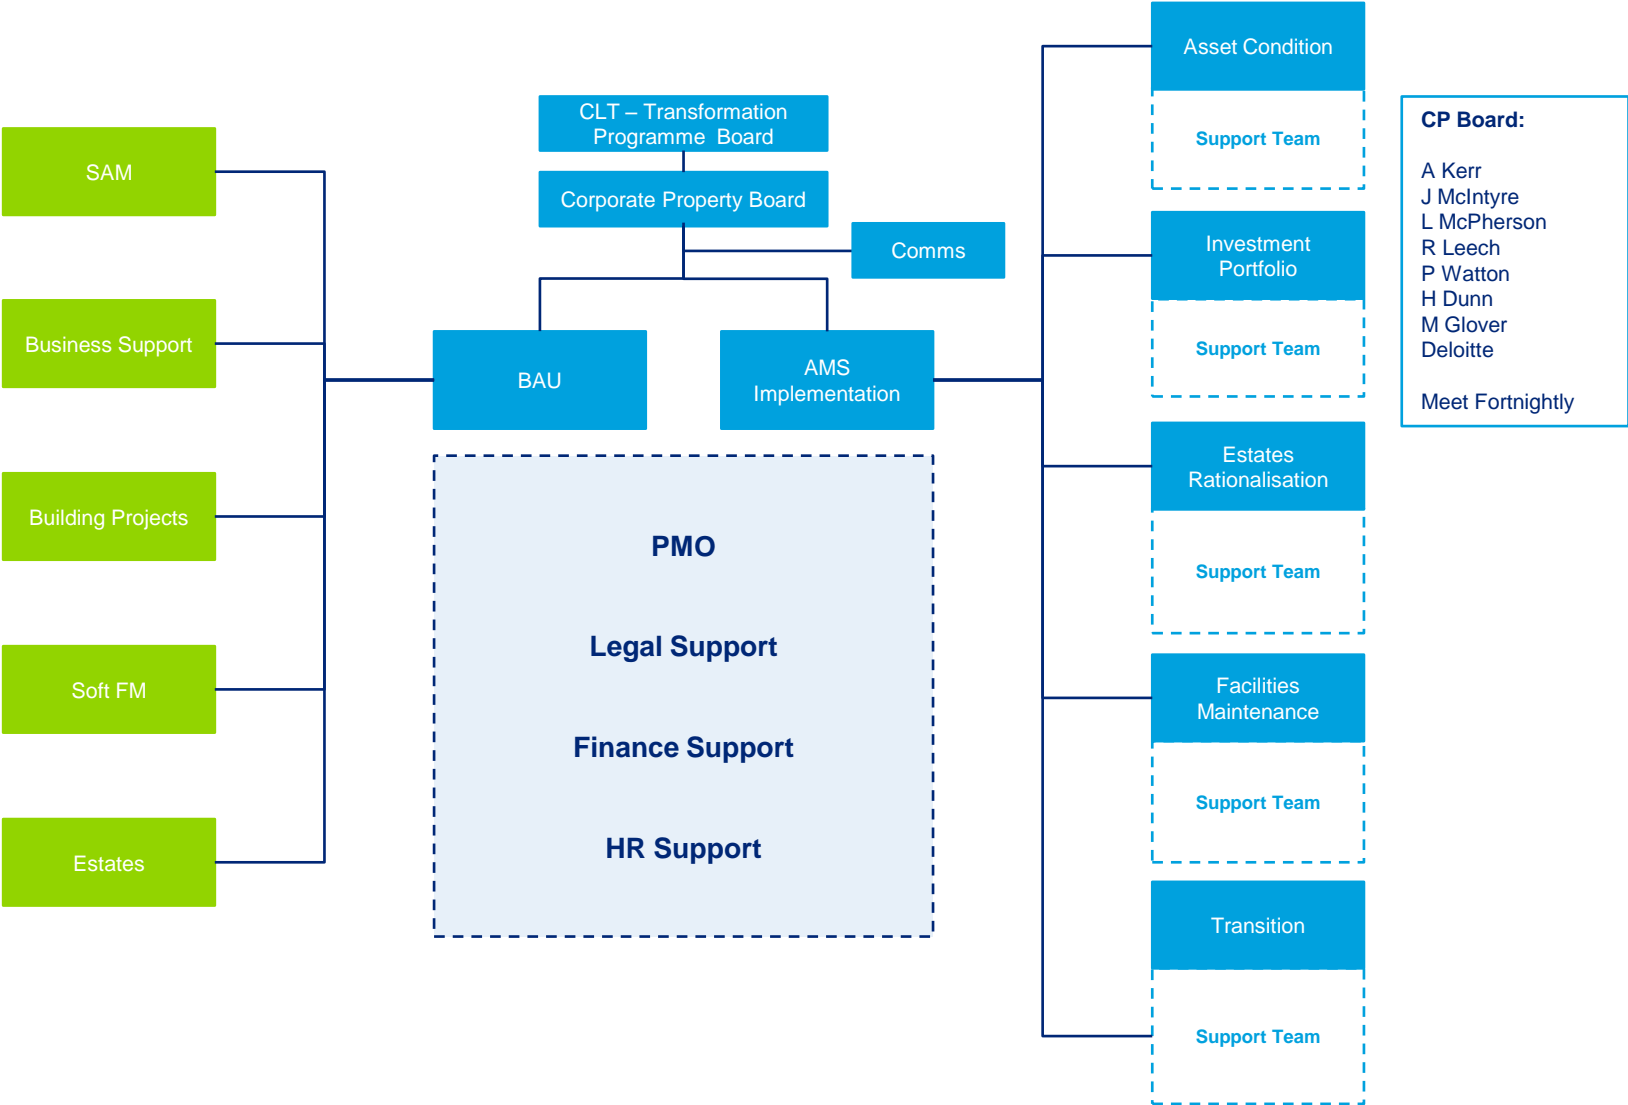 SAM
Business Support
Building Projects
Soft FM
Estates
CLT – Transformation
Programme Board
Corporate Property Board
Comms
BAU
AMS
Implementation
PMO
Legal Support
Finance Support
HR Support
Asset Condition
Support Team
Investment
Portfolio
Support Team
Estates
Rationalisation
Support Team
Facilities
Maintenance
Support Team
Transition
Support Team
CP Board:
A Kerr
J McIntyre
L McPherson
R Leech
P Watton
H Dunn
M Glover
Deloitte
Meet Fortnightly